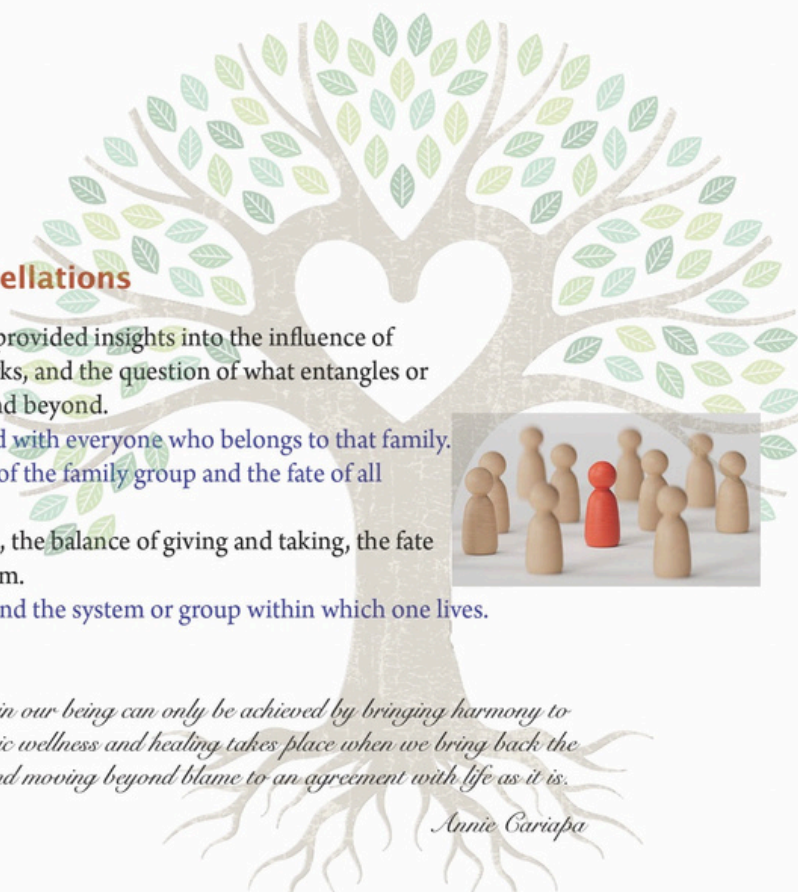 ellations
provided insights into the influence of
ks, and the question of what entangles or
nd beyond.
d with everyone who belongs to that family.
of the family group and the fate of all
, the balance of giving and taking, the fate
m.
nd the system or group within which one lives.
in our being can only be achieved by bringing harmony to
ic wellness and healing takes place when we bring back the
nd moving beyond blame to an agreement with life as it is.
Annie Cariapa